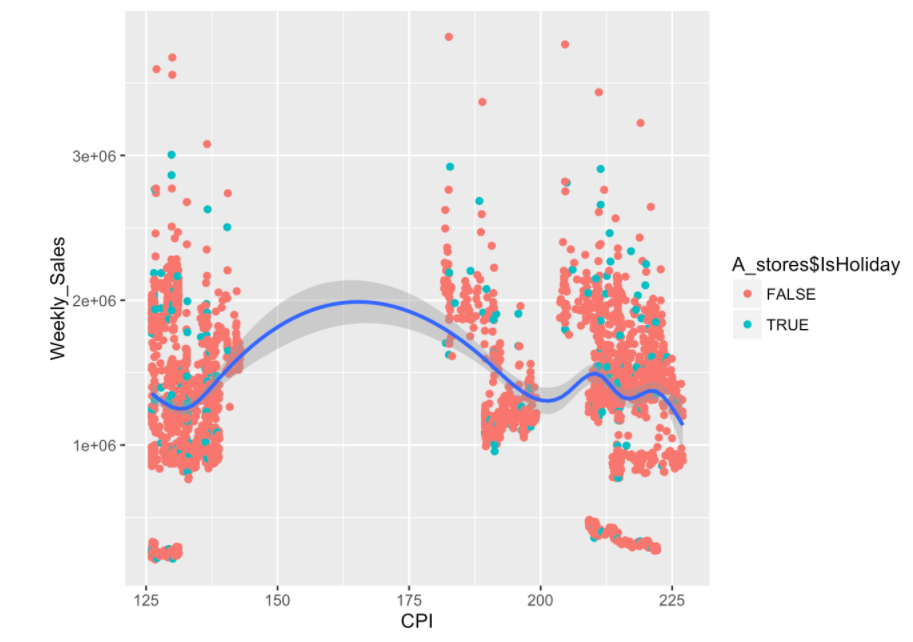 3e+06
2e+06
1e+06
Weekly_Sales
125
150
175
200
225
CPI
A_stores$IsHoliday
FALSE
TRUE